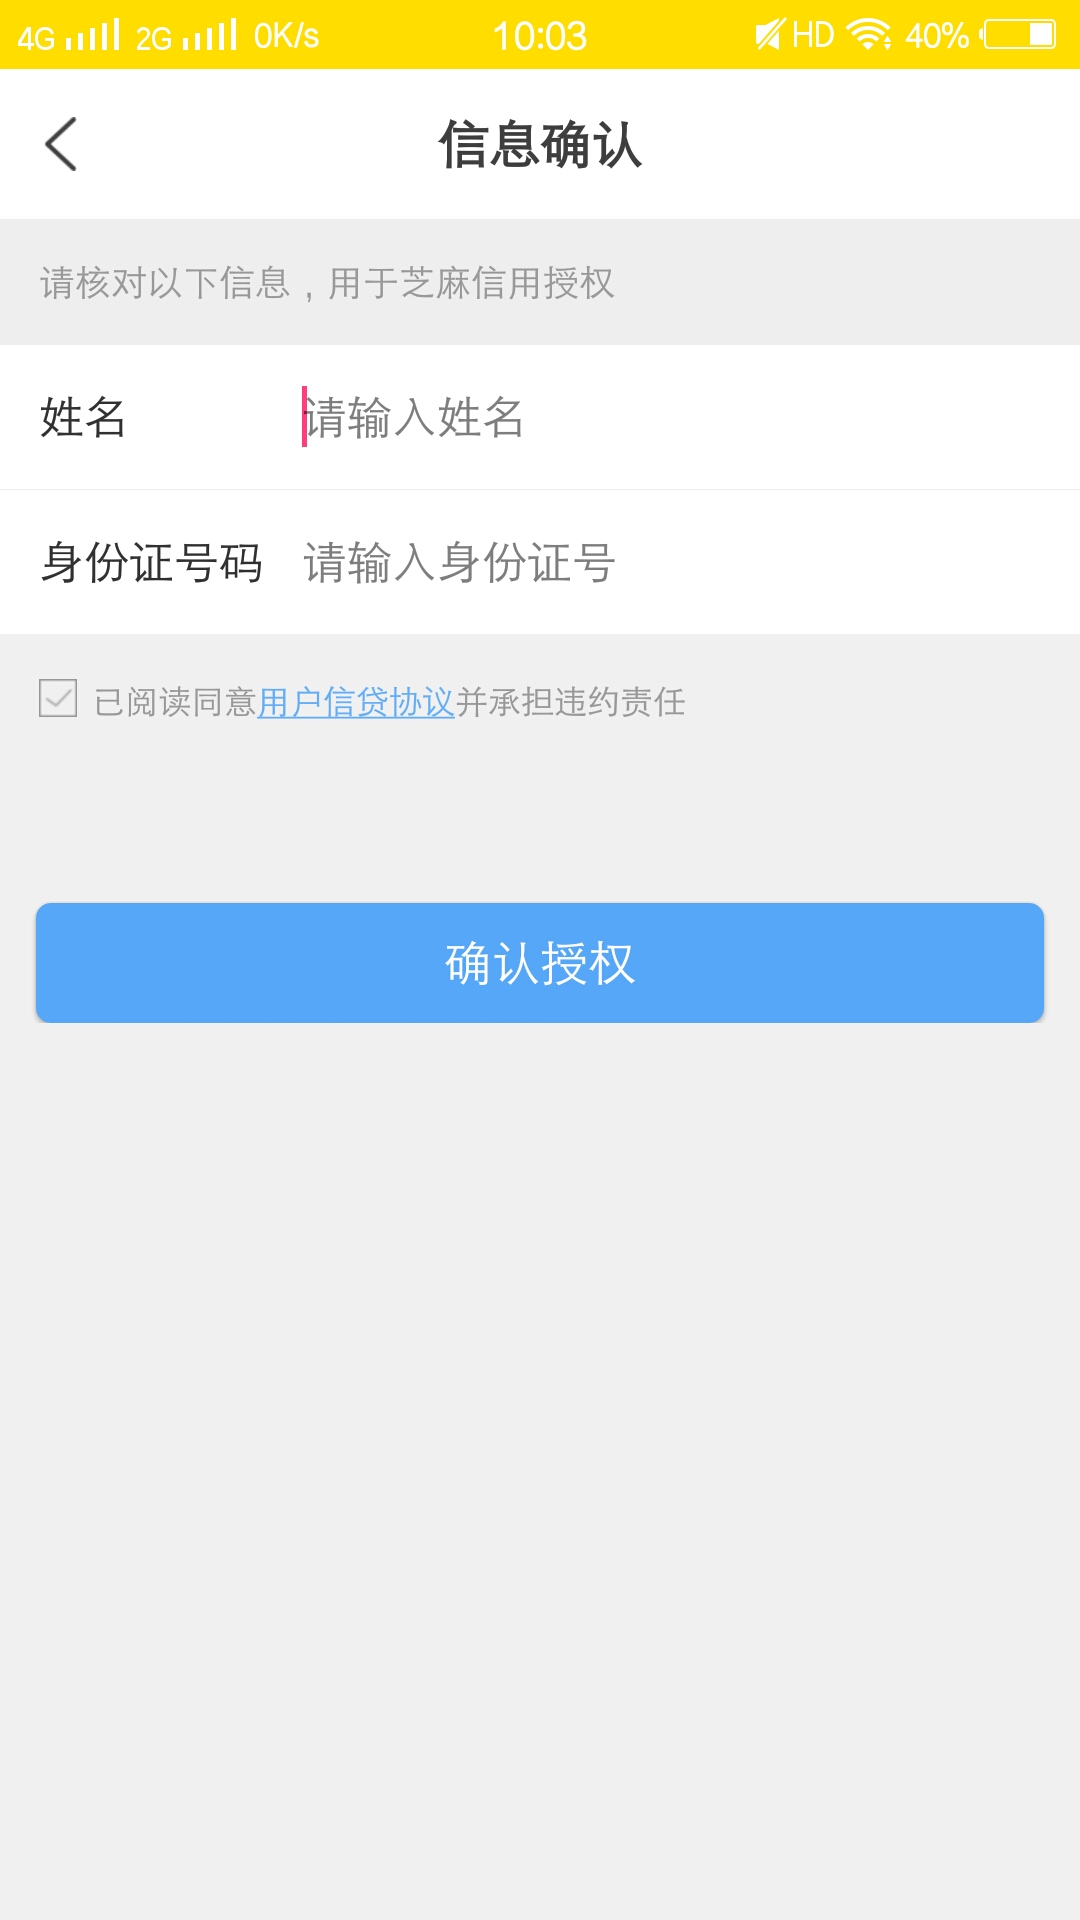 4G 2G 0K/s 10:03 HD 40%
信息确认
请核对以下信息，用于芝麻信用授权
姓名 请输入姓名
身份证号码 请输入身份证号
已阅读同意用户信贷协议并承担违约责任
确认授权